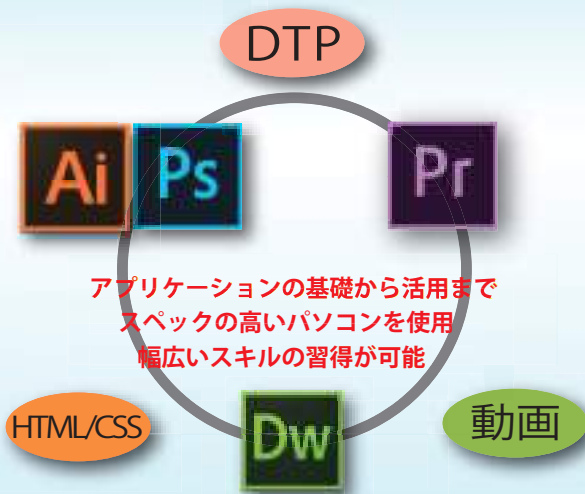 DTP
Ai Ps
Pr
アプリケーションの基礎から活用まで
スペックの高いパソコンを使用
幅広いスキルの習得が可能
HTML/CSS
Dw
動画